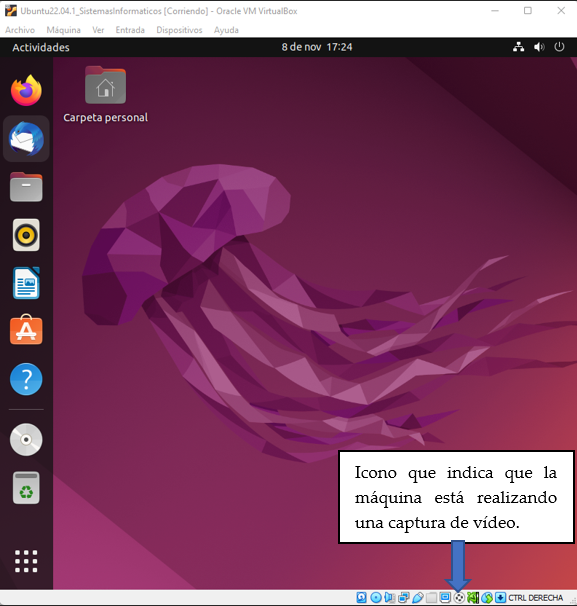 Ubuntu22.04.1_SistemasInformaticos [Corriendo] - Oracle VM VirtualBox
Archivo Máquina Ver Entrada Dispositivos Ayuda
Actividades 8 de nov 17:24
Carpeta personal
Icono que indica que la
máquina está realizando
una captura de vídeo.
CTRL DERECHA